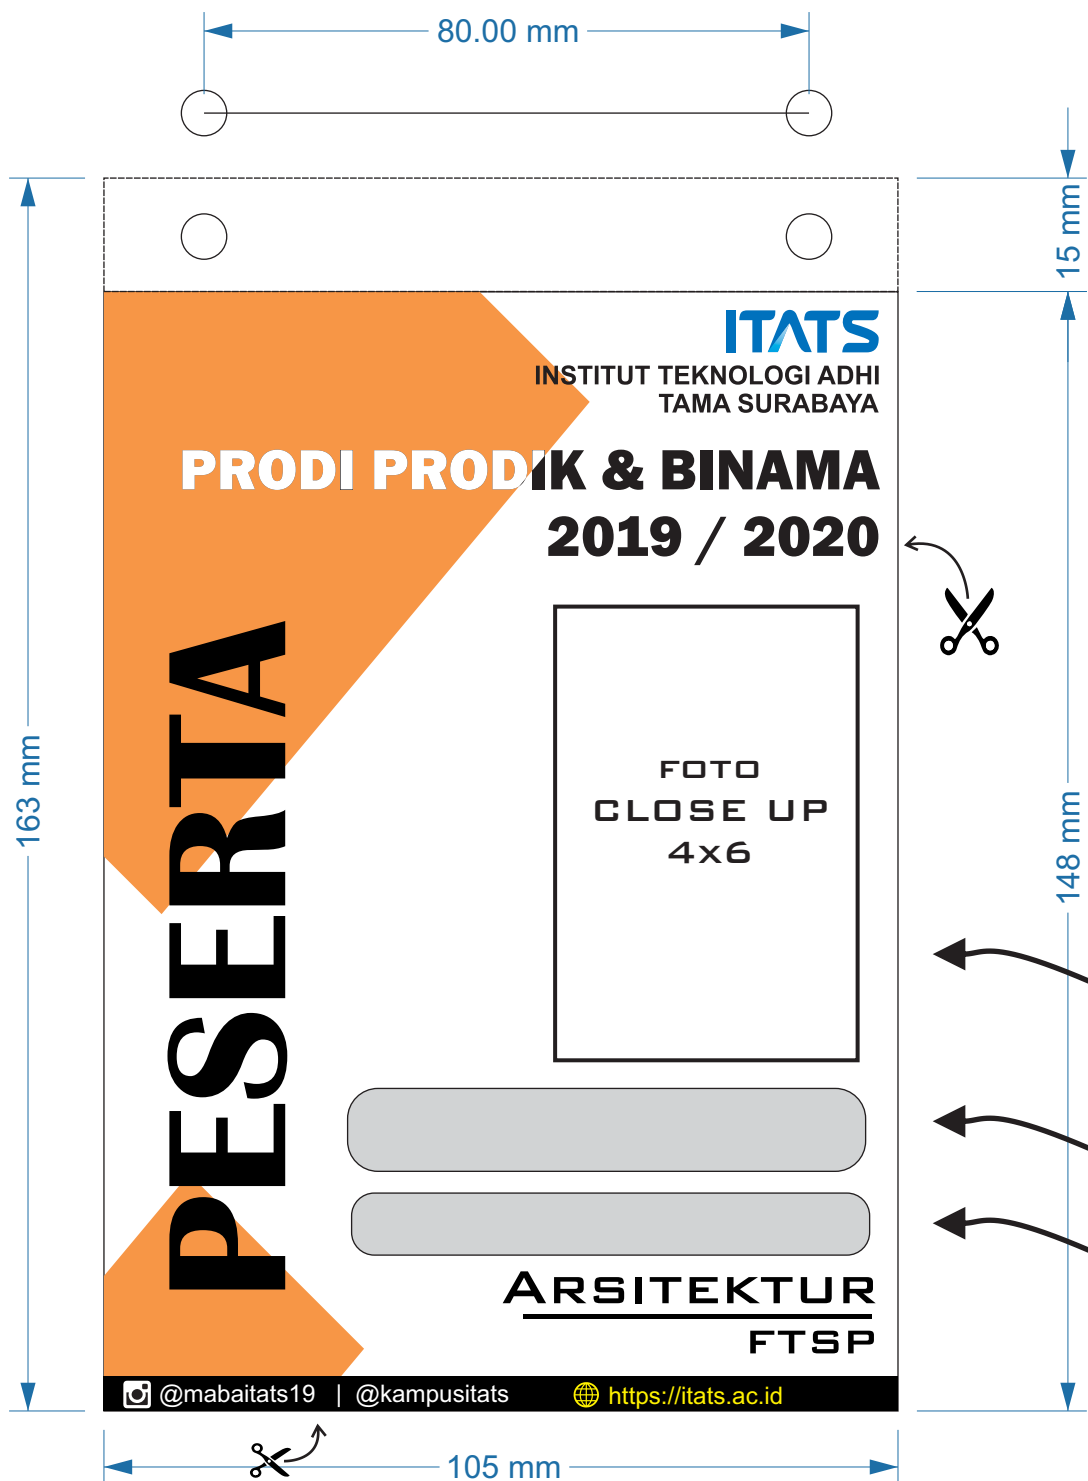 80.00 mm
15 mm
163 mm
148 mm
ITATS
INSTITUT TEKNOLOGI ADHI
TAMA SURABAYA
PRODI PRODIK & BINAMA
2019 / 2020
PESERTA
FOTO
CLOSE UP
4x6
ARSITEKTUR
FTSP
@mabaitats19 | @kampusitats https://itats.ac.id
105 mm